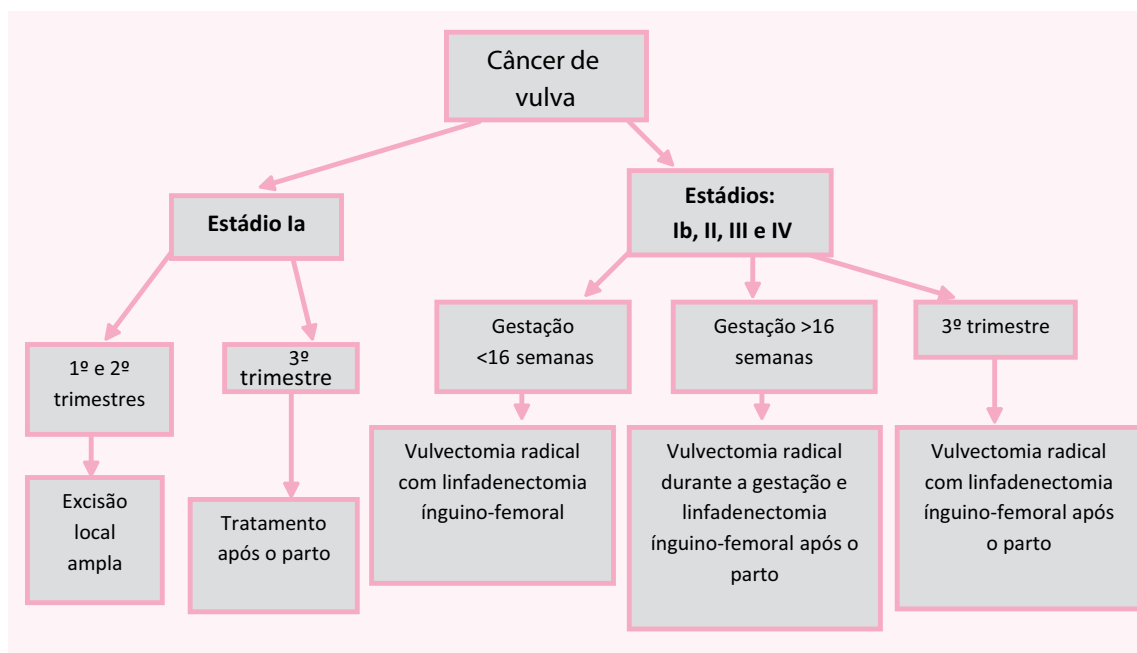 Câncer de
vulva
Estádio Ia
Estádios:
Ib, II, III e IV
1º e 2º
trimestres
3º
trimestre
Gestação
<16 semanas
Gestação >16
semanas
3º trimestre
Excisão
local
ampla
Tratamento
após o parto
Vulvectomia radical
com linfadenectomia
ínguino-femoral
Vulvectomia radical
durante a gestação e
linfadenectomia
ínguino-femoral após o
parto
Vulvectomia radical
com linfadenectomia
ínguino-femoral após
o parto